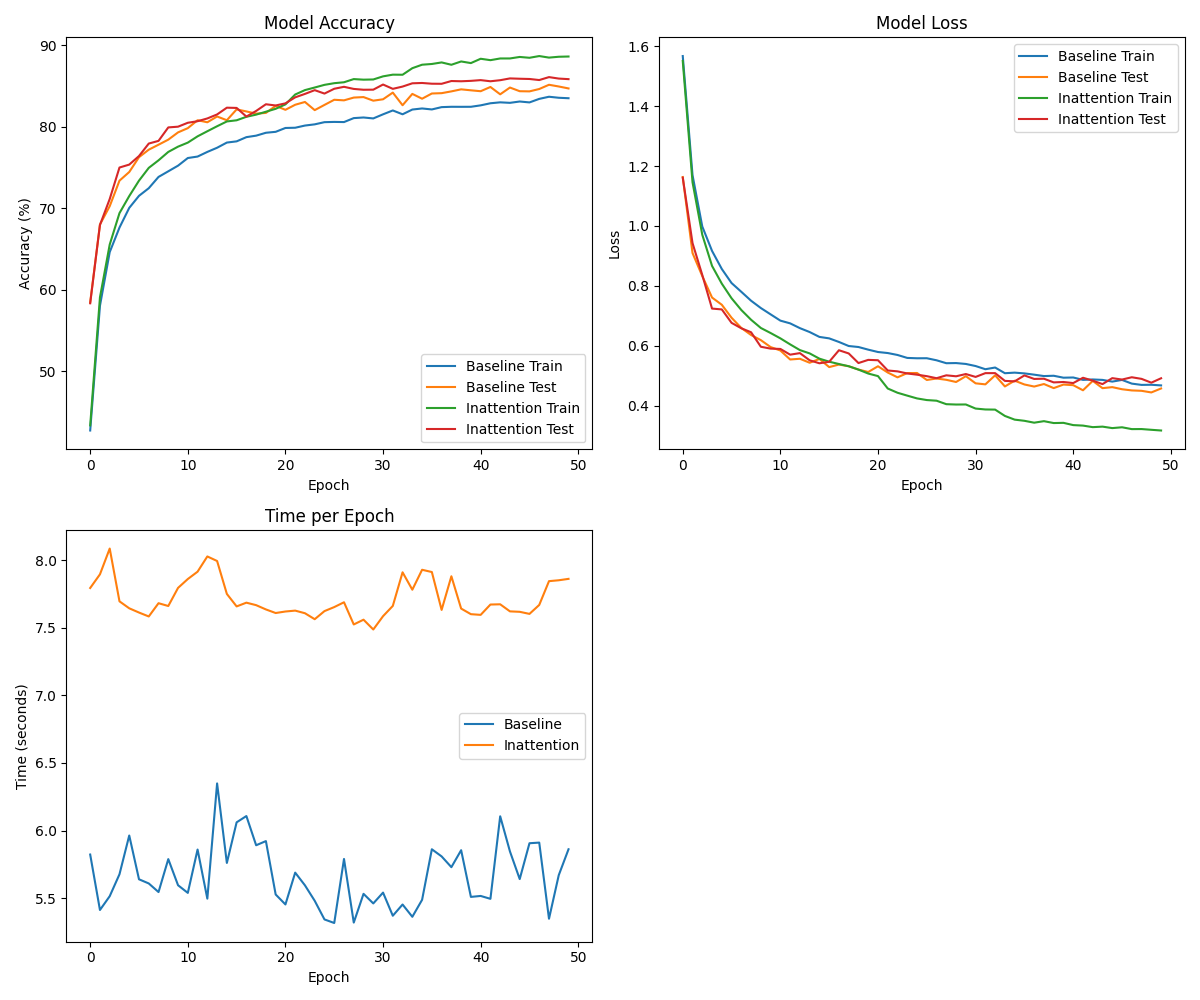 Model Accuracy
90
80
70
60
50
Accuracy (%)
0 10 20 30 40 50
Epoch
Baseline Train
Baseline Test
Inattention Train
Inattention Test
Model Loss
1.6
1.4
1.2
1.0
0.8
0.6
0.4
Loss
0 10 20 30 40 50
Epoch
Baseline Train
Baseline Test
Inattention Train
Inattention Test
Time per Epoch
8.0
7.5
7.0
6.5
6.0
5.5
Time (seconds)
0 10 20 30 40 50
Epoch
Baseline
Inattention